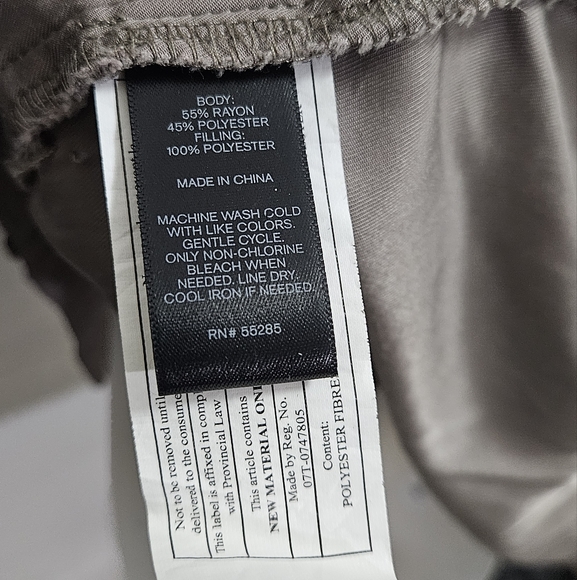 BODY:
55% RAYON
45% POLYESTER
FILLING:
100% POLYESTER
MADE IN CHINA
MACHINE WASH COLD
WITH LIKE COLORS.
GENTLE CYCLE.
ONLY NON-CHLORINE
BLEACH WHEN
NEEDED. LINE DRY.
COOL IRON IF NEEDED.
RN# 55285
Not to be removed until
delivered to the consume
This label is affixed in comp
with Provincial Law
This article contains
NEW MATERIAL ONL
Made by Reg. No.
07T-0747805
Content:
POLYESTER FIBRE